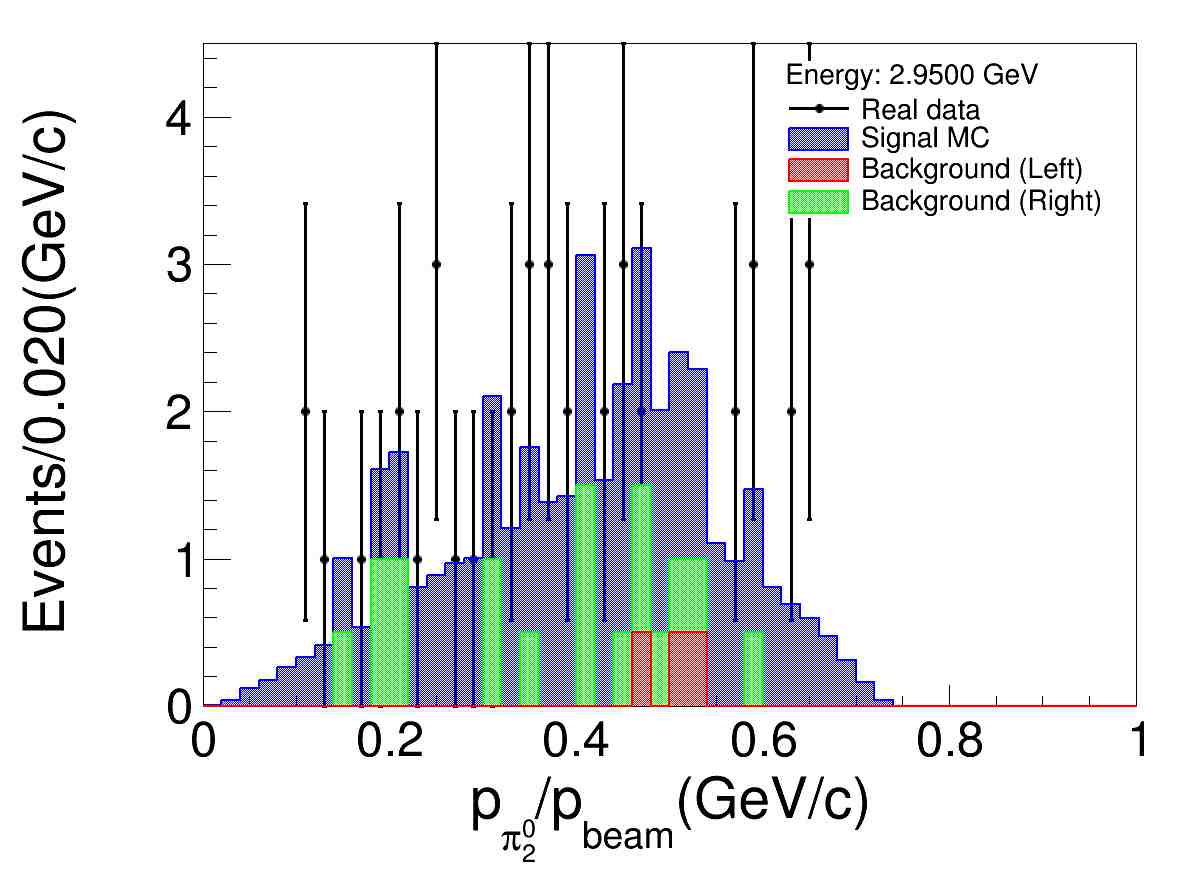 Events/0.020(GeV/c)
4
3
2
1
0
Energy: 2.9500 GeV
Real data
Signal MC
Background (Left)
Background (Right)
0 0.2 0.4 0.6 0.8 1
p_{π^0_2}/p_{beam}(GeV/c)